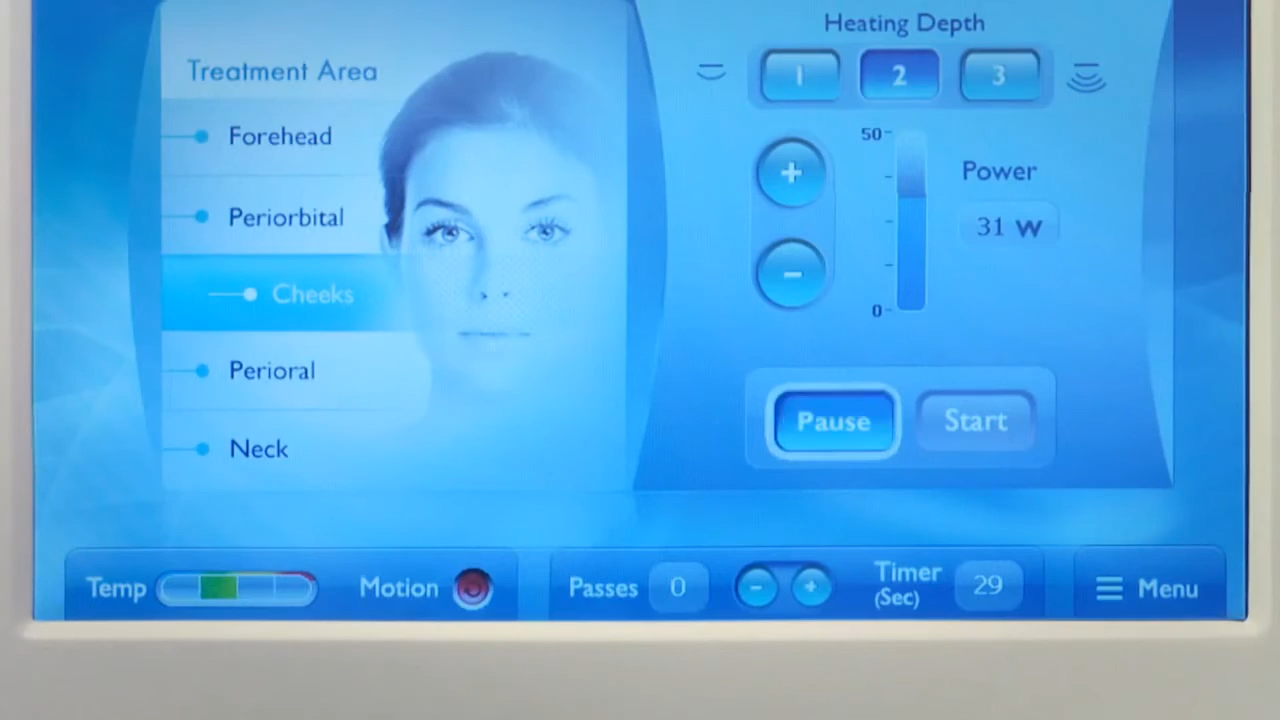 Treatment Area
Forehead
Periorbital
Cheeks
Perioral
Neck
Heating Depth
1 2 3
50
0
+
-
Power
31 W
Pause Start
Temp
Motion
Passes 0
- +
Timer
(Sec)
29
Menu